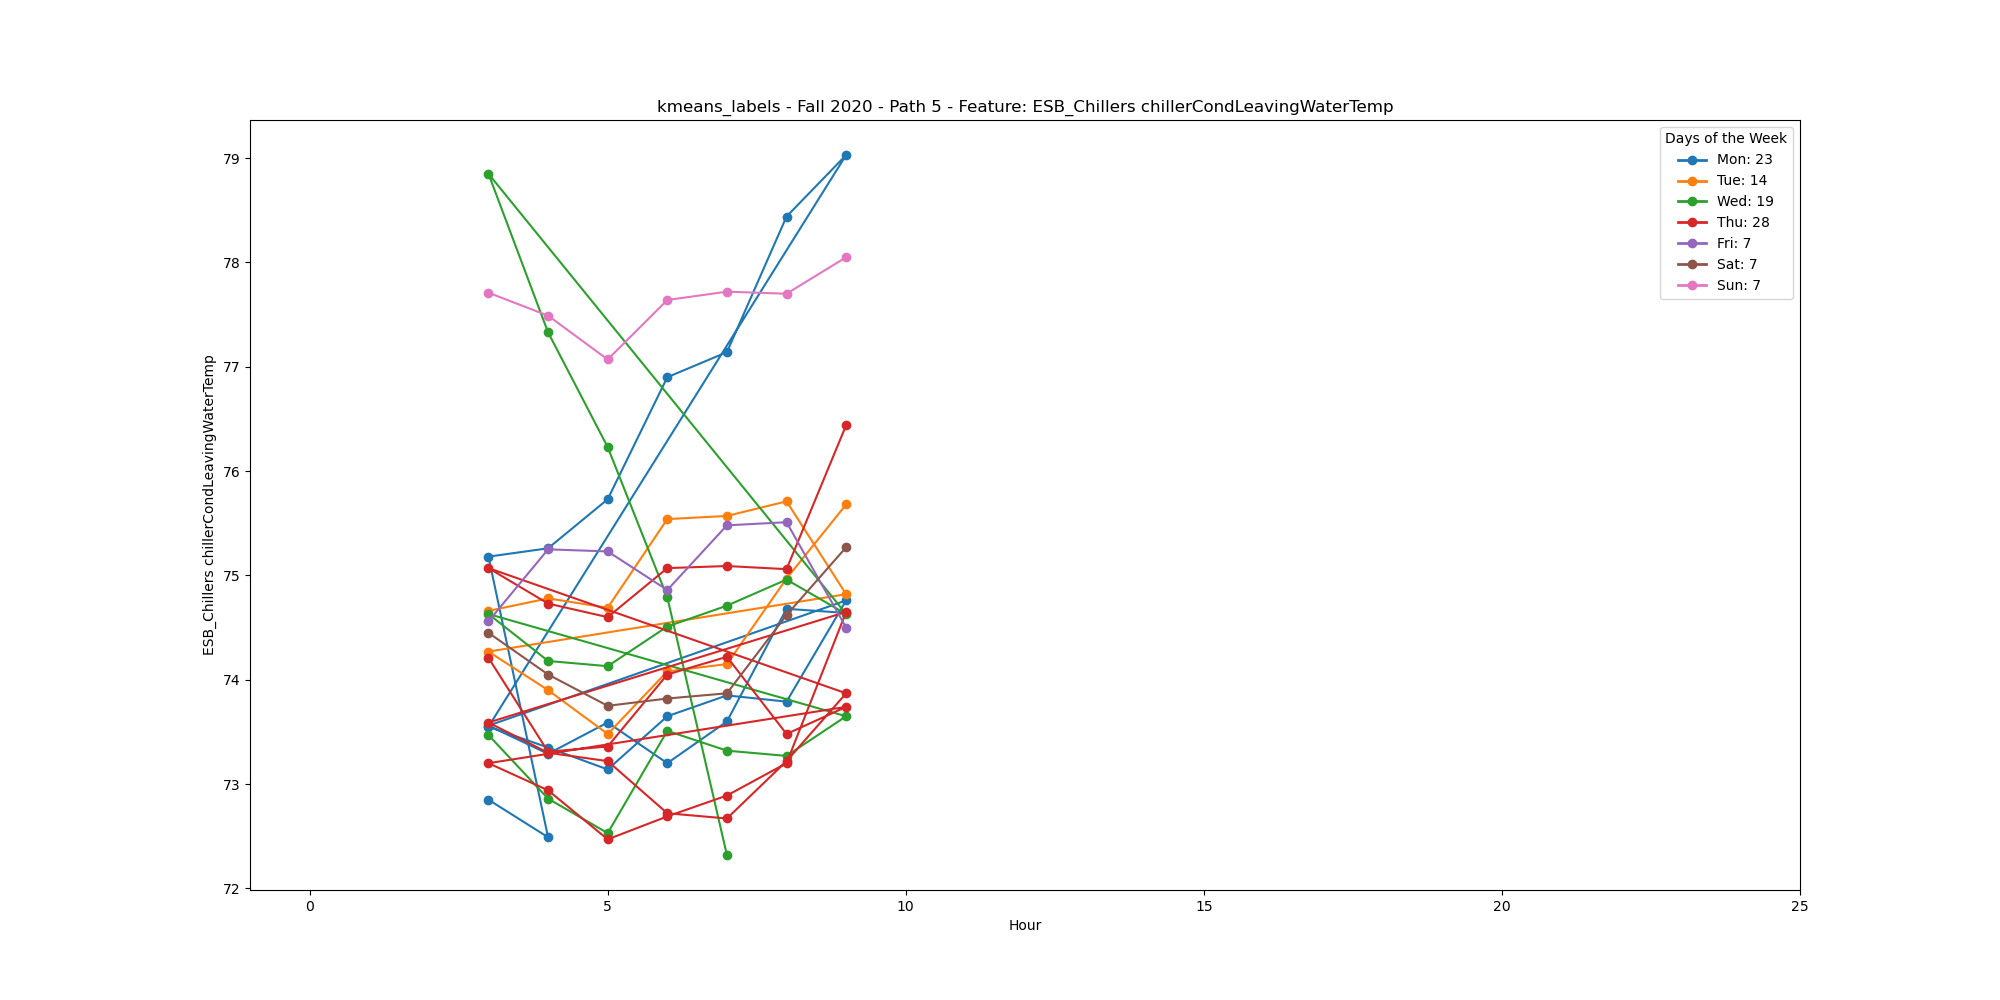 kmeans_labels - Fall 2020 - Path 5 - Feature: ESB_Chillers chillerCondLeavingWaterTemp
Days of the Week
Mon: 23
Tue: 14
Wed: 19
Thu: 28
Fri: 7
Sat: 7
Sun: 7
ESB_Chillers chillerCondLeavingWaterTemp
79
78
77
76
75
74
73
72
0
5
10
15
20
25
Hour